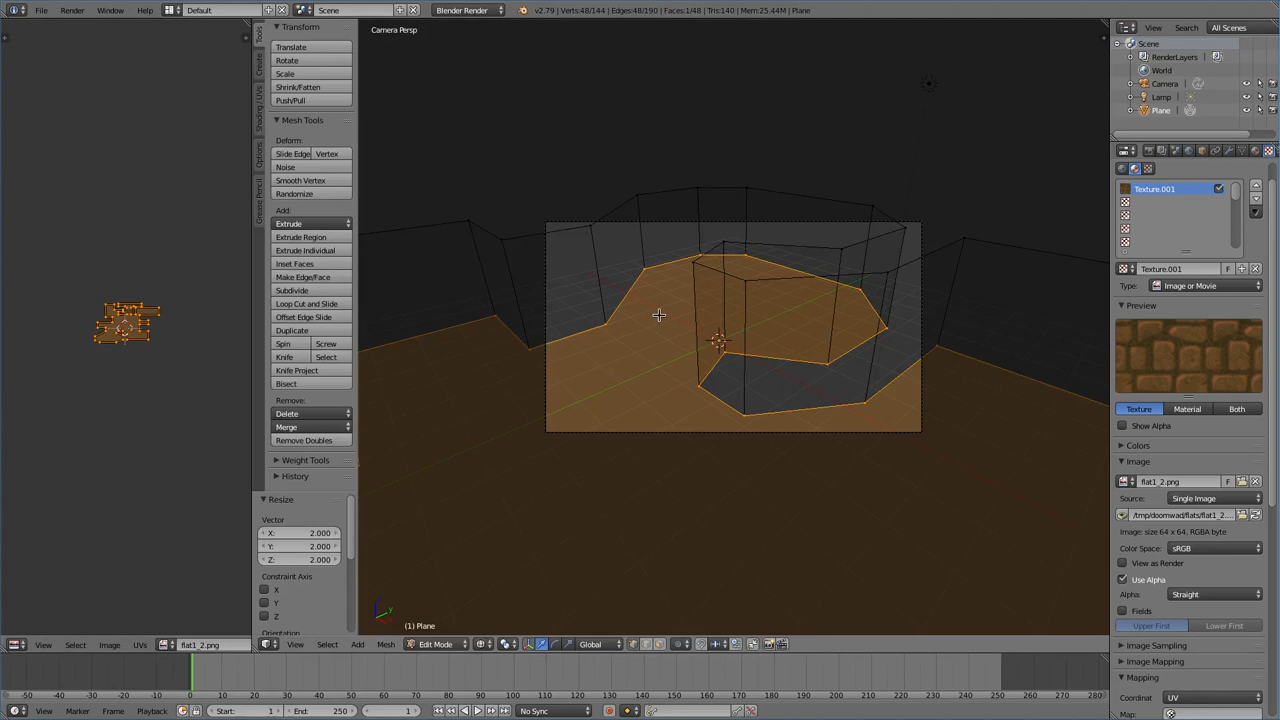 File Render Window Help Default Scene Blender Render v2.79 | Verts:48/144 | Edges:48/190 | Faces:1/48 | Tris:140 | Mem:25.44M | Plane
Tools
Create
Shading / UVs
Options
Grease Pencil
Transform
Translate
Rotate
Scale
Shrink/Fatten
Push/Pull
Mesh Tools
Deform:
Slide Edge Vertex
Noise
Smooth Vertex
Randomize
Add:
Extrude
Extrude Region
Extrude Individual
Inset Faces
Make Edge/Face
Subdivide
Loop Cut and Slide
Offset Edge Slide
Duplicate
Spin Screw
Knife Select
Knife Project
Bisect
Remove:
Delete
Merge
Remove Doubles
Weight Tools
History
Resize
Vector
X: 2.000
Y: 2.000
Z: 2.000
Constraint Axis
X
Y
Z
Orientation
Camera Persp
(1) Plane
View Search All Scenes
Scene
RenderLayers
World
Camera
Lamp
Plane
Texture.001
Texture.001 F
Type: Image or Movie
Preview
Texture Material Both
Show Alpha
Colors
Image
flat1_2.png F
Source: Single Image
/tmp/doomwad/flats/flat1_2....
Image: size 64 x 64, RGBA byte
Color Space: sRGB
View as Render
Use Alpha
Alpha: Straight
Fields
Upper First Lower First
Image Sampling
Image Mapping
Mapping
Coordinat UV
Map:
View Select Image UVs flat1_2.png
View Select Add Mesh Edit Mode Global
-50 -40 -30 -20 -10 0 10 20 30 40 50 60 70 80 90 100 110 120 130 140 150 160 170 180 190 200 210 220 230 240 250 260 270 280
View Marker Frame Playback Start: 1 End: 250 1 No Sync